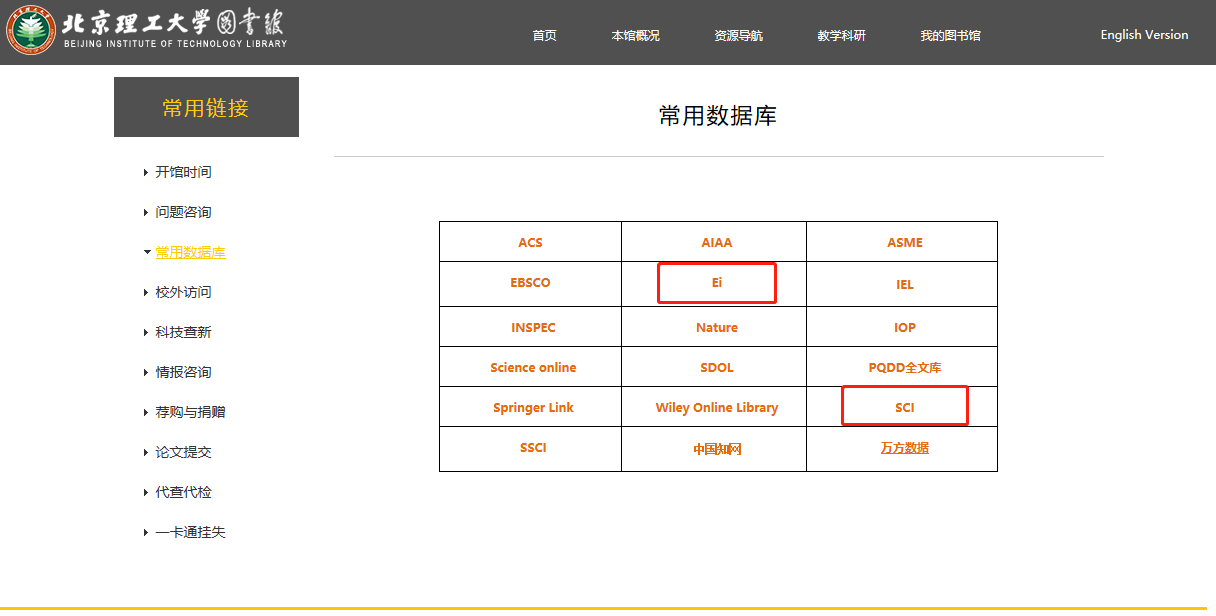 北京理工大学图书馆
BEIJING INSTITUTE OF TECHNOLOGY LIBRARY
首页 本馆概况 资源导航 教学科研 我的图书馆 English Version
常用链接
开馆时间
问题咨询
常用数据库
校外访问
科技查新
情报咨询
荐购与捐赠
论文提交
代查代检
一卡通挂失
常用数据库
ACS AIAA ASME
EBSCO Ei IEL
INSPEC Nature IOP
Science online SDOL PQDD全文库
Springer Link Wiley Online Library SCI
SSCI 中国知网 万方数据